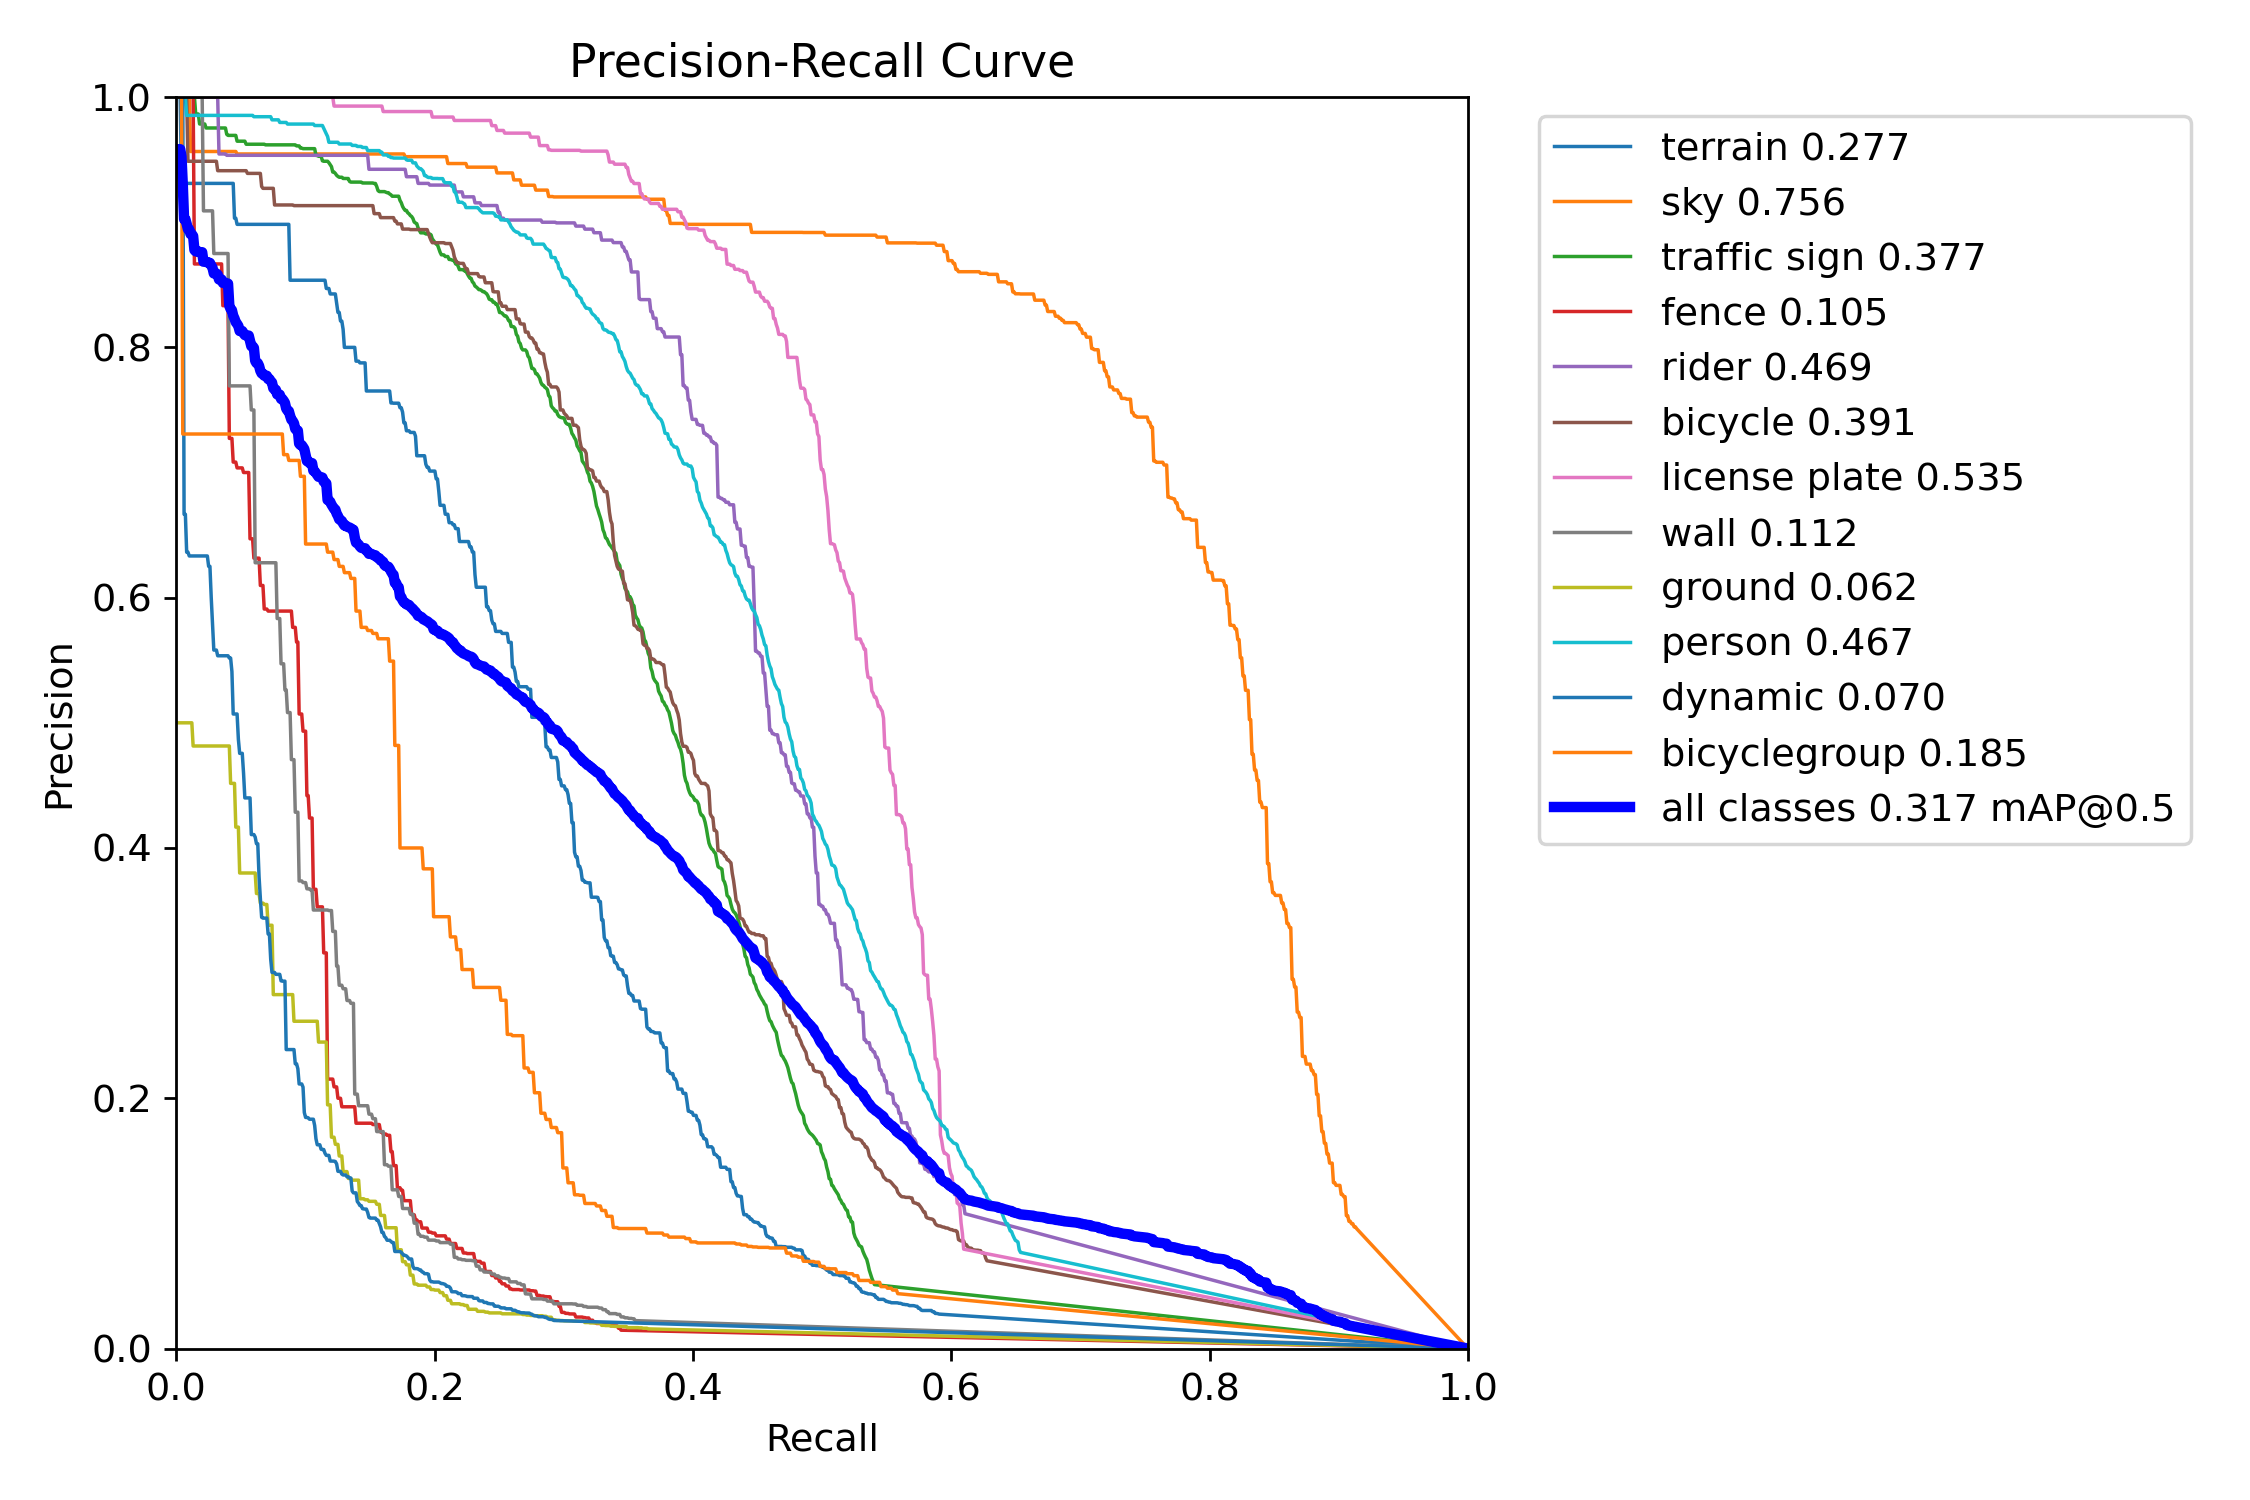 Precision-Recall Curve
1.0
0.8
0.6
0.4
0.2
0.0
Precision
0.0 0.2 0.4 0.6 0.8 1.0
Recall
terrain 0.277
sky 0.756
traffic sign 0.377
fence 0.105
rider 0.469
bicycle 0.391
license plate 0.535
wall 0.112
ground 0.062
person 0.467
dynamic 0.070
bicyclegroup 0.185
all classes 0.317 mAP@0.5